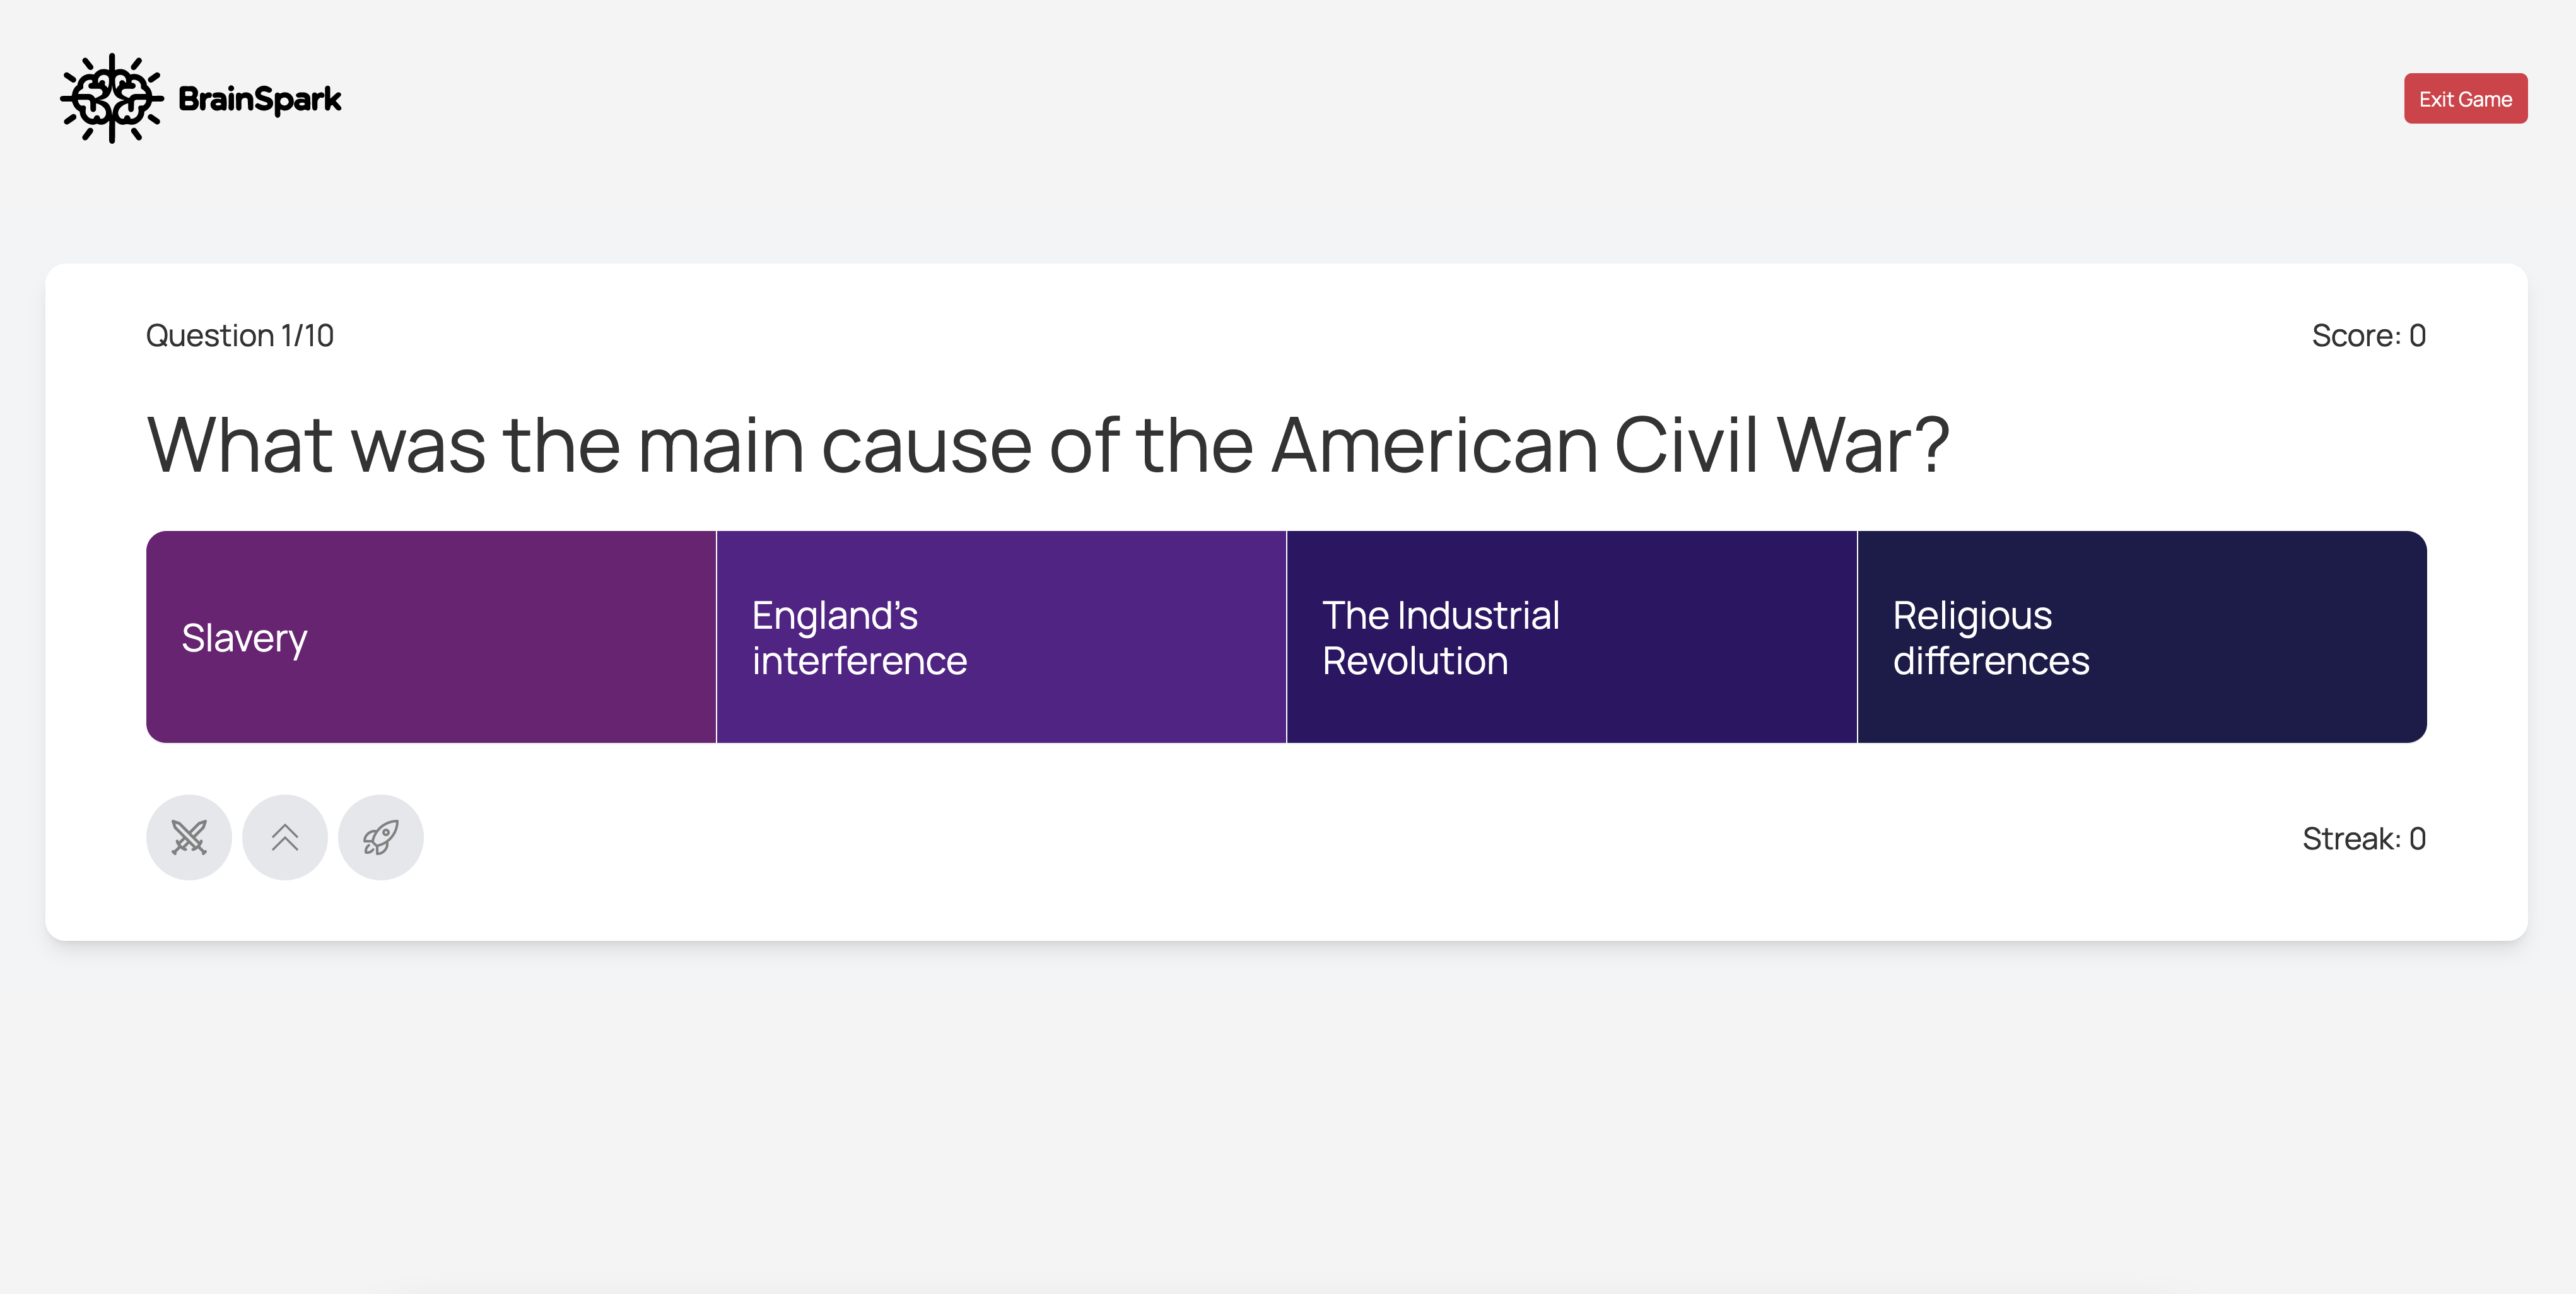 BrainSpark
Exit Game
Question 1/10
Score: 0
What was the main cause of the American Civil War?
Slavery
England's
interference
The Industrial
Revolution
Religious
differences
Streak: 0